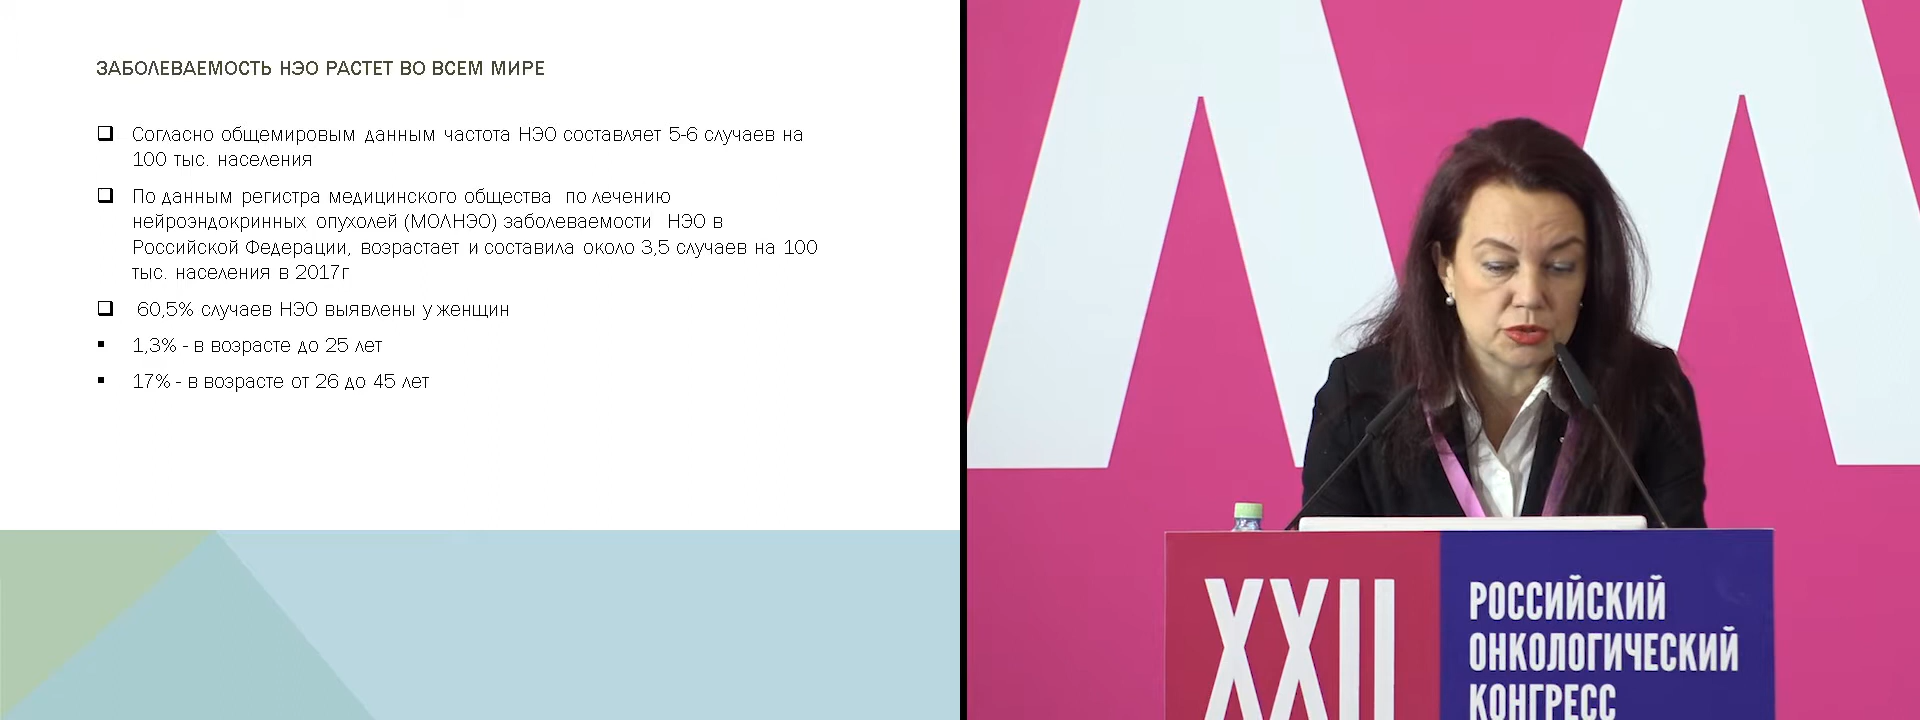 ЗАБОЛЕВАЕМОСТЬ НЭО РАСТЕТ ВО ВСЕМ МИРЕ
Согласно общемировым данным частота НЭО составляет 5-6 случаев на
100 тыс. населения
По данным регистра медицинского общества по лечению
нейроэндокринных опухолей (МОЛНЭО) заболеваемости НЭО в
Российской Федерации, возрастает и составила около 3,5 случаев на 100
тыс. населения в 2017г
60,5% случаев НЭО выявлены у женщин
1,3% - в возрасте до 25 лет
17% - в возрасте от 26 до 45 лет
XXII
РОССИЙСКИЙ
ОНКОЛОГИЧЕСКИЙ
КОНГРЕСС